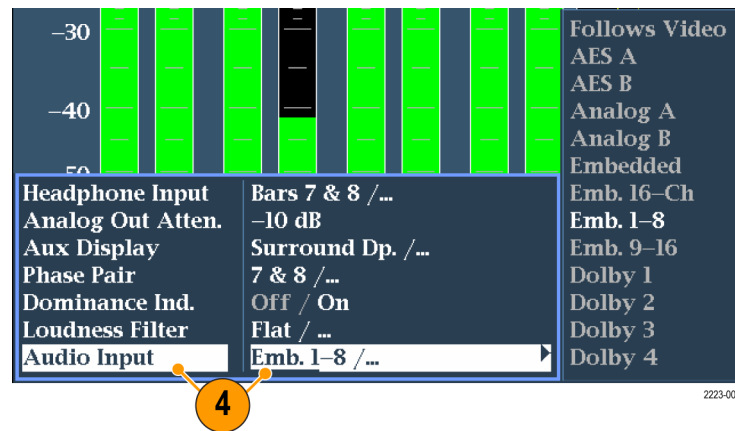 −30
−40
−50
Headphone Input Bars 7 & 8 /...
Analog Out Atten. −10 dB
Aux Display Surround Dp. /...
Phase Pair 7 & 8 /...
Dominance Ind. Off / On
Loudness Filter Flat / ...
Audio Input Emb. 1−8 /...
Follows Video
AES A
AES B
Analog A
Analog B
Embedded
Emb. 16−Ch
Emb. 1−8
Emb. 9−16
Dolby 1
Dolby 2
Dolby 3
Dolby 4
4